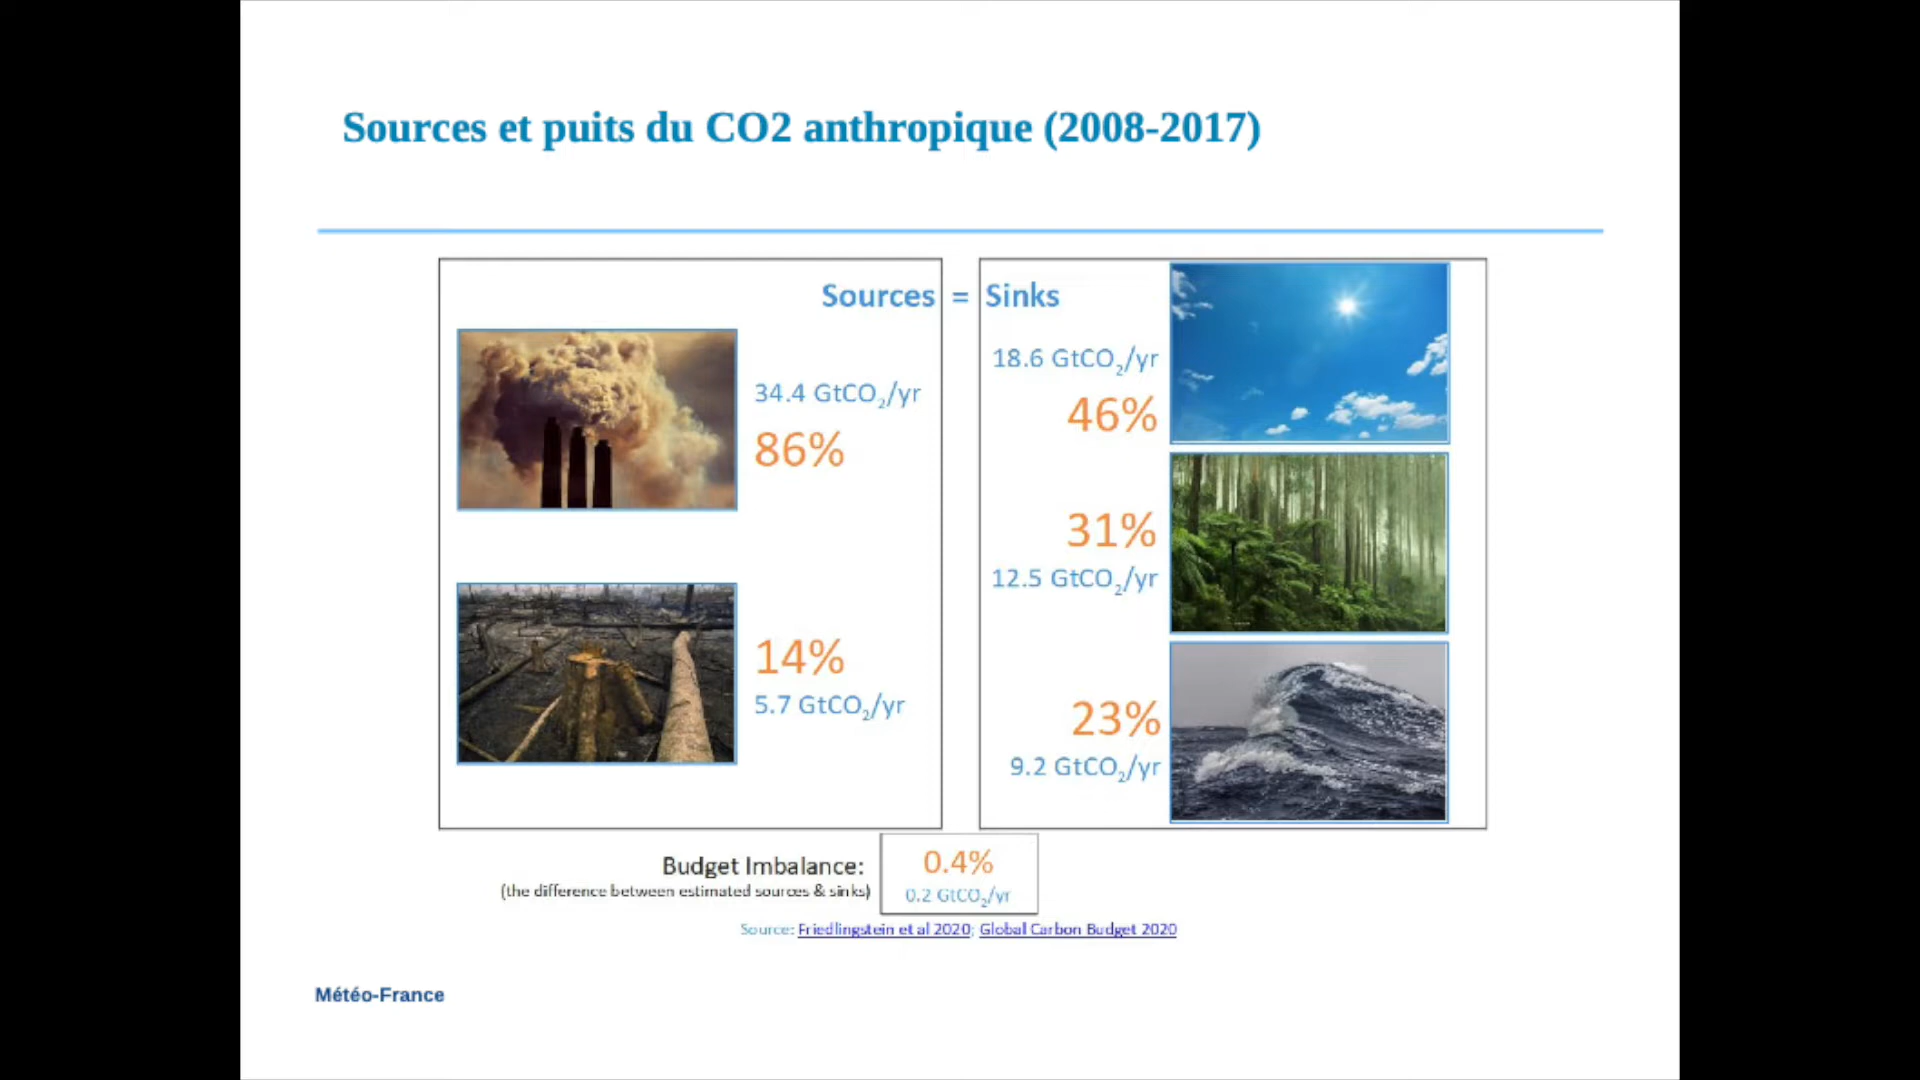 Sources et puits du CO2 anthropique (2008-2017)
Sources = Sinks
34.4 GtCO₂/yr
86%
14%
5.7 GtCO₂/yr
18.6 GtCO₂/yr
46%
31%
12.5 GtCO₂/yr
23%
9.2 GtCO₂/yr
Budget Imbalance:
(the difference between estimated sources & sinks)
0.4%
0.2 GtCO₂/yr
Source: Friedlingstein et al 2020; Global Carbon Budget 2020
Météo-France